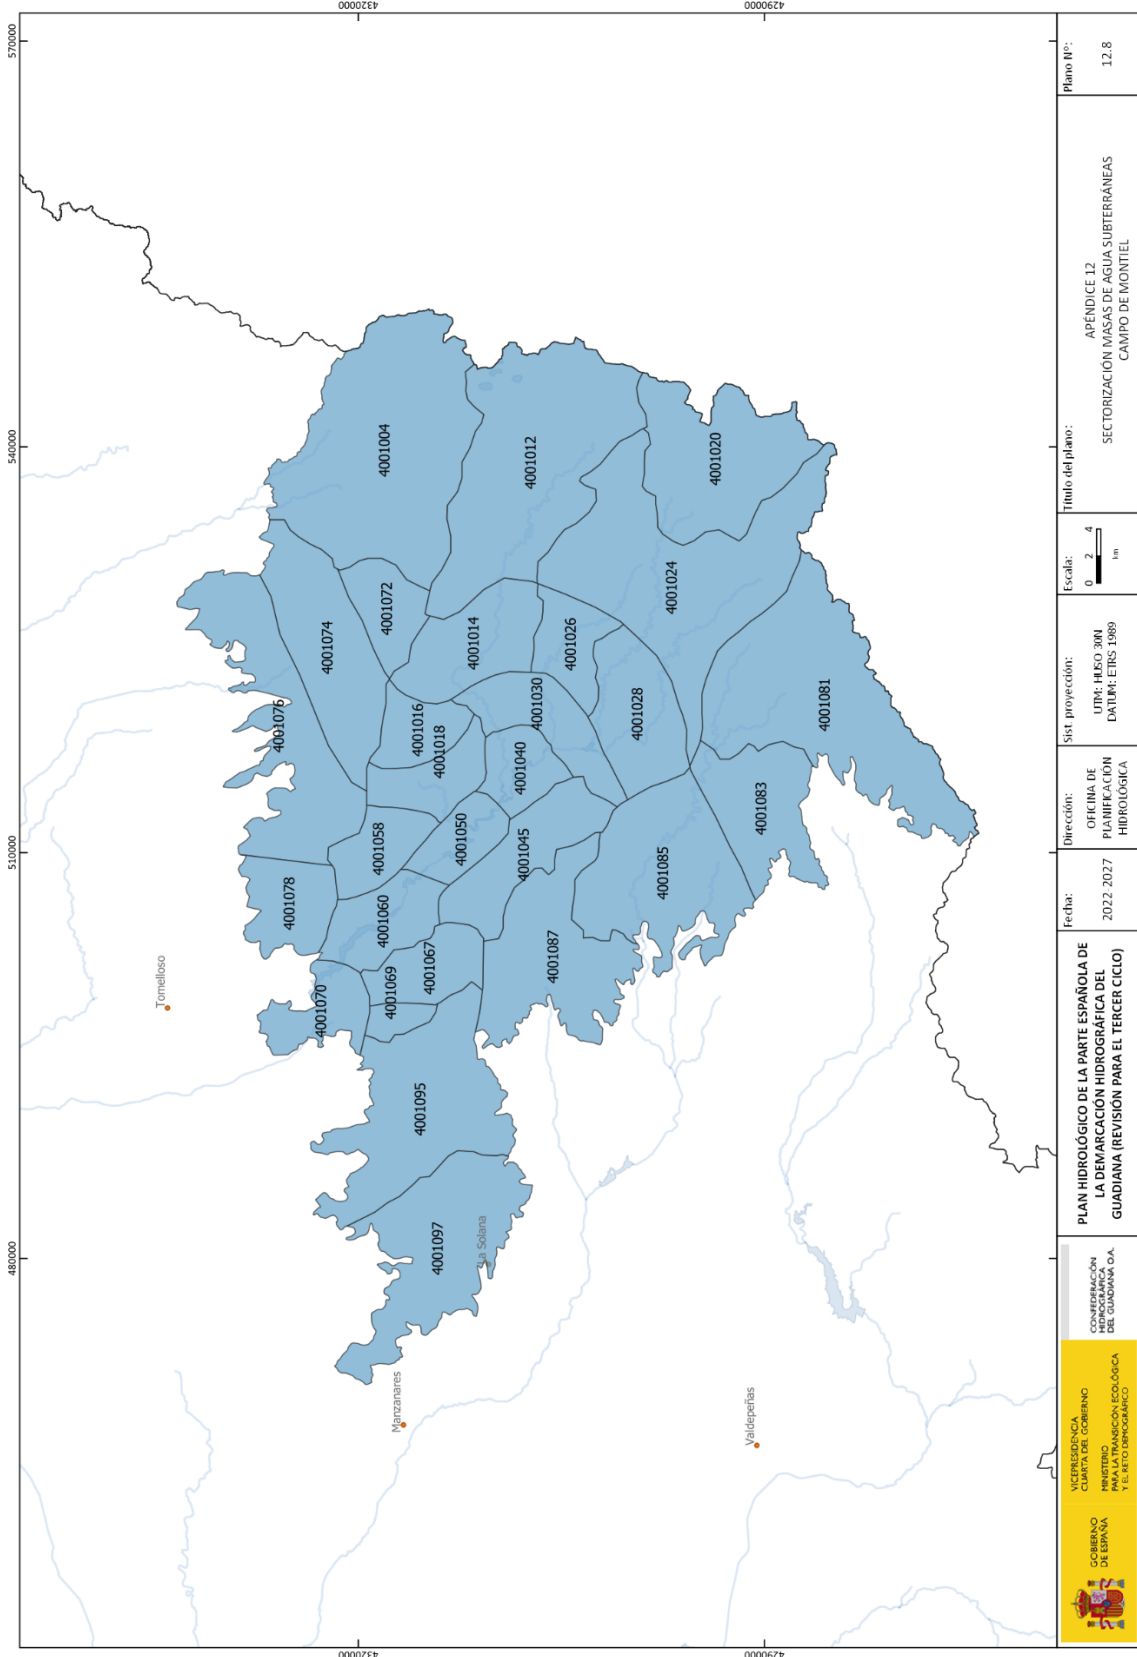 4320000
4290000
480000
510000
540000
570000
Tomelloso
Manzanares
La Solana
Valdepeñas
4001097
4001095
4001070
4001069
4001067
4001078
4001060
4001058
4001050
4001045
4001087
4001085
4001083
4001076
4001074
4001072
4001016
4001018
4001014
4001040
4001030
4001026
4001028
4001024
4001081
4001004
4001012
4001020
4320000
4290000
GOBIERNO
DE ESPAÑA
VICEPRESIDENCIA
CUARTA DEL GOBIERNO
MINISTERIO
PARA LA TRANSICIÓN ECOLÓGICA
Y EL RETO DEMOGRÁFICO
CONFEDERACIÓN
HIDROGRÁFICA
DEL GUADIANA O.A.
PLAN HIDROLÓGICO DE LA PARTE ESPAÑOLA DE
LA DEMARCACIÓN HIDROGRÁFICA DEL
GUADIANA (REVISIÓN PARA EL TERCER CICLO)
Fecha:
2022-2027
Dirección:
OFICINA DE
PLANIFICACIÓN
HIDROLÓGICA
Sist. proyección:
UTM: HUSO 30N
DATUM: ETRS 1989
Escala:
0 2 4
km
Título del plano:
APÉNDICE 12
SECTORIZACIÓN MASAS DE AGUA SUBTERRÁNEAS
CAMPO DE MONTIEL
Plano Nº:
12.8